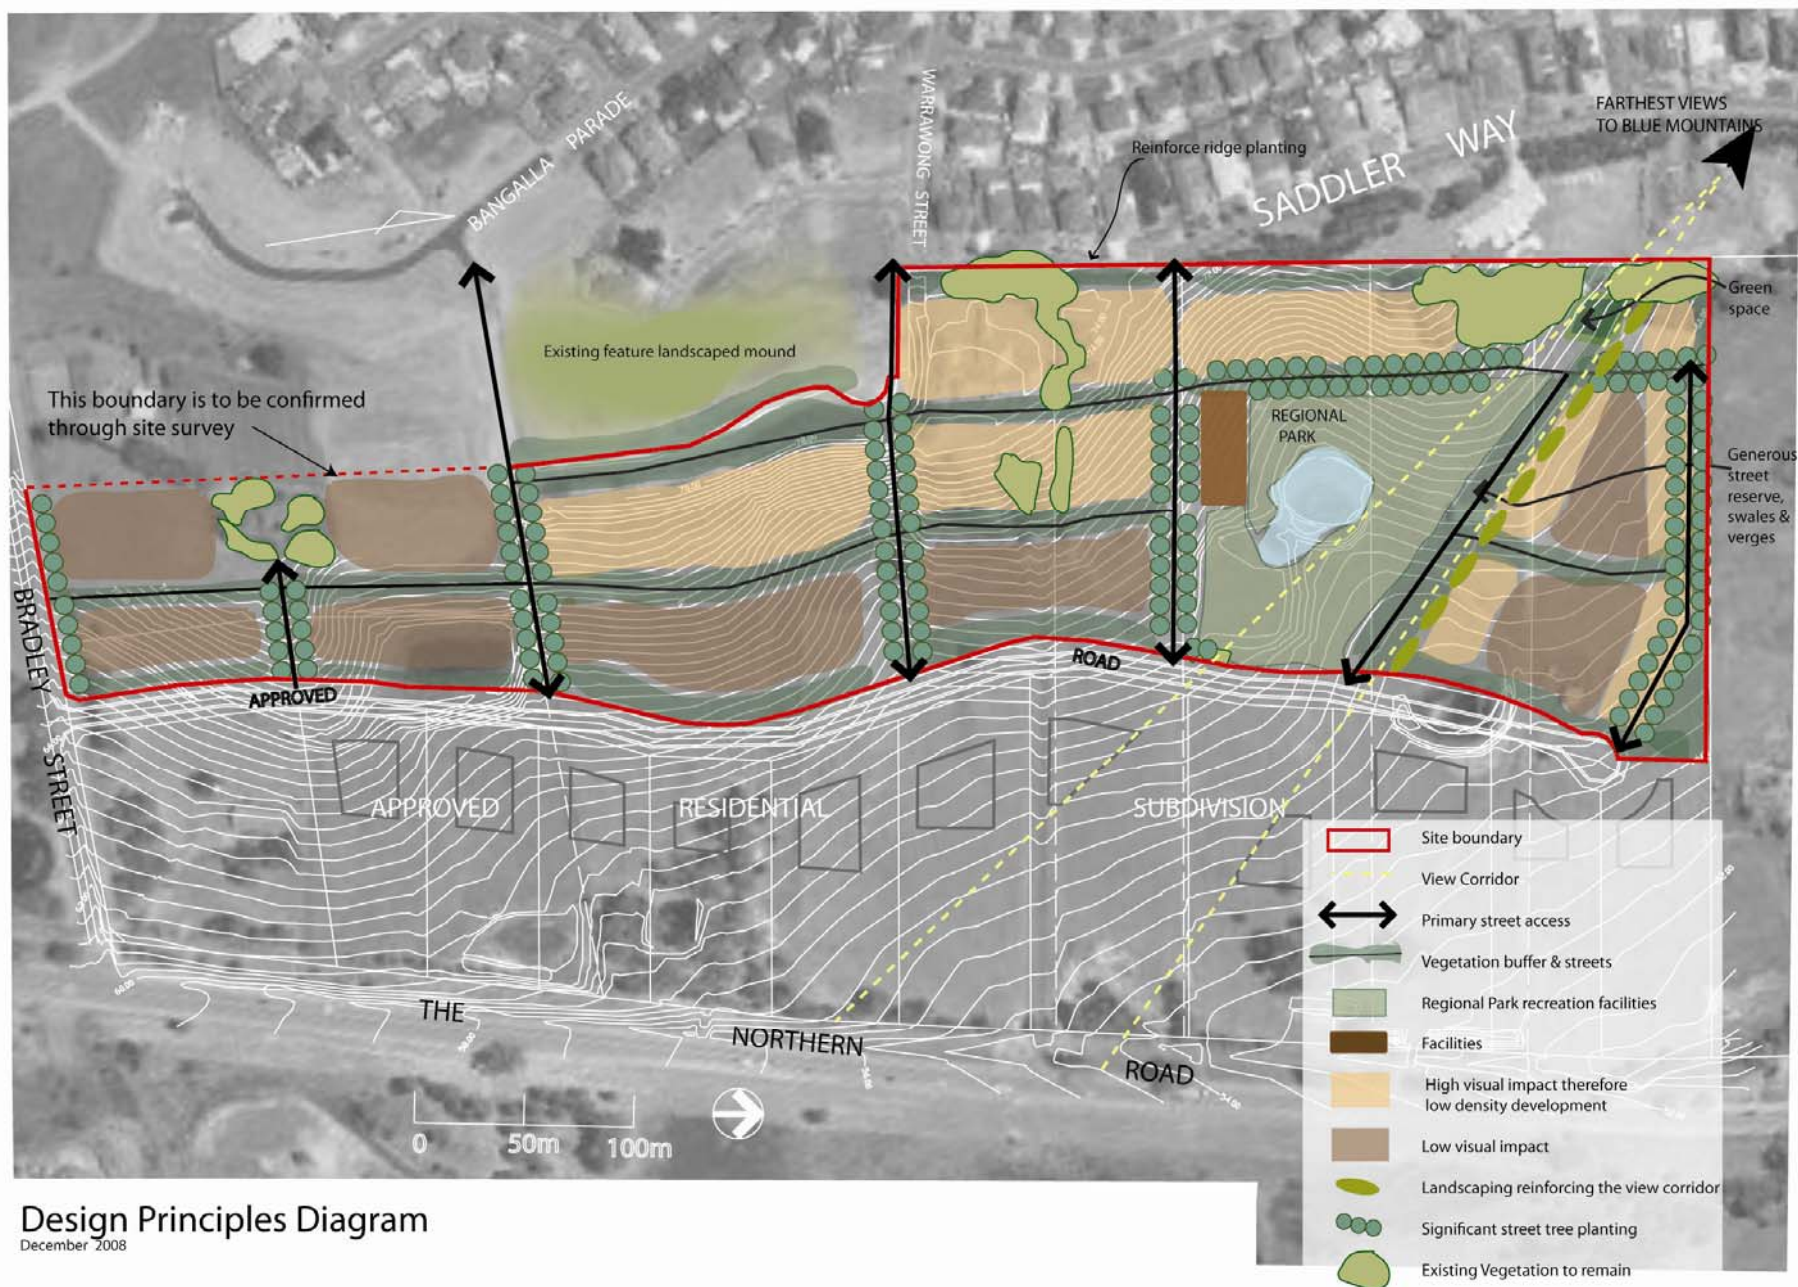 FARTHEST VIEWS
TO BLUE MOUNTAINS
WARRAWONG STREET
BANGALLA PARADE
Reinforce ridge planting
SADDLER WAY
Green
space
Existing feature landscaped mound
This boundary is to be confirmed
through site survey
REGIONAL
PARK
Generous
street
reserve,
swales &
verges
BRADLEY STREET
APPROVED
ROAD
APPROVED RESIDENTIAL SUBDIVISION
THE NORTHERN ROAD
0 50m 100m
60.00
Site boundary
View Corridor
Primary street access
Vegetation buffer & streets
Regional Park recreation facilities
Facilities
High visual impact therefore
low density development
Low visual impact
Landscaping reinforcing the view corridor
Significant street tree planting
Existing Vegetation to remain
Design Principles Diagram
December 2008